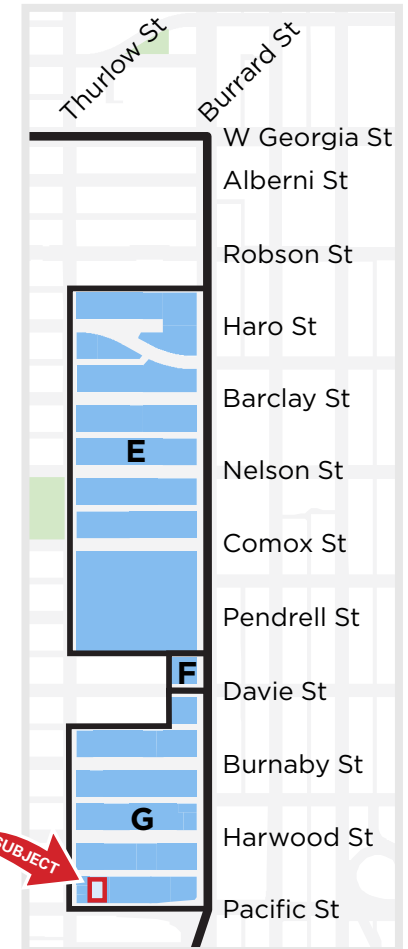 Thurlow St
Burrard St
W Georgia St
Alberni St
Robson St
Haro St
Barclay St
E
Nelson St
Comox St
Pendrell St
F
Davie St
Burnaby St
G
Harwood St
SUBJECT
Pacific St